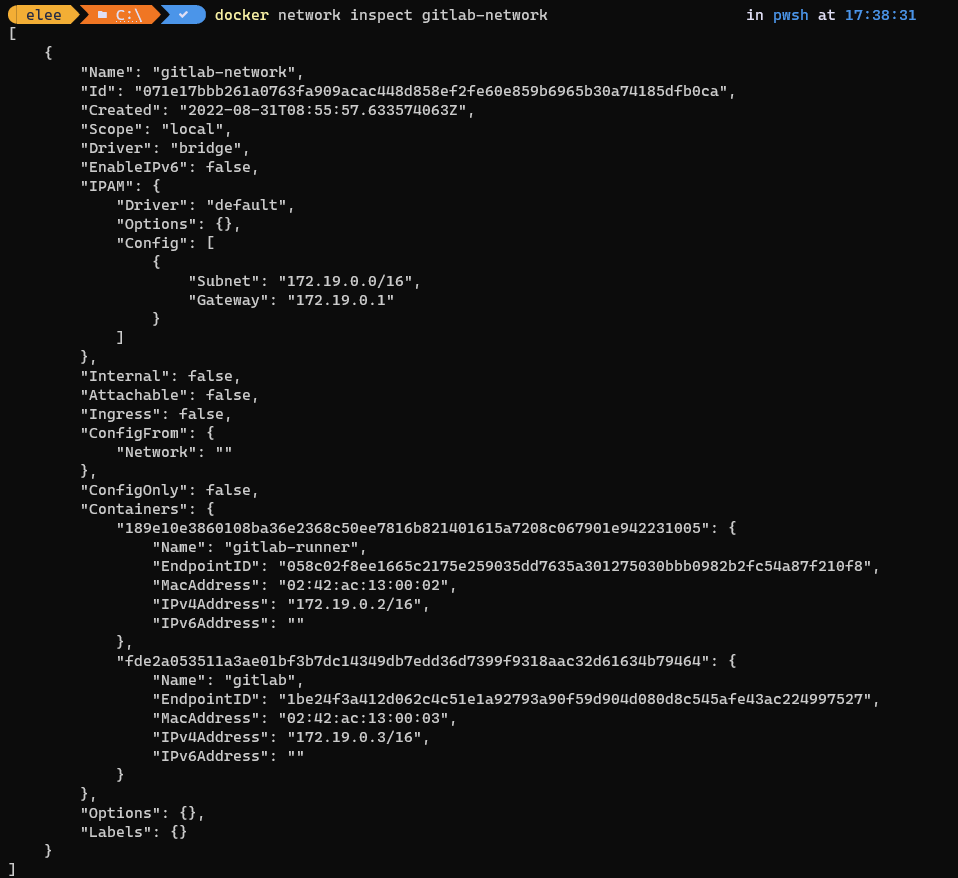 elee C:\ docker network inspect gitlab-network in pwsh at 17:38:31
[
    {
        "Name": "gitlab-network",
        "Id": "071e17bbb261a0763fa909acac448d858ef2fe60e859b6965b30a74185dfb0ca",
        "Created": "2022-08-31T08:55:57.633574063Z",
        "Scope": "local",
        "Driver": "bridge",
        "EnableIPv6": false,
        "IPAM": {
            "Driver": "default",
            "Options": {},
            "Config": [
                {
                    "Subnet": "172.19.0.0/16",
                    "Gateway": "172.19.0.1"
                }
            ]
        },
        "Internal": false,
        "Attachable": false,
        "Ingress": false,
        "ConfigFrom": {
            "Network": ""
        },
        "ConfigOnly": false,
        "Containers": {
            "189e10e3860108ba36e2368c50ee7816b821401615a7208c067901e942231005": {
                "Name": "gitlab-runner",
                "EndpointID": "058c02f8ee1665c2175e259035dd7635a301275030bbb0982b2fc54a87f210f8",
                "MacAddress": "02:42:ac:13:00:02",
                "IPv4Address": "172.19.0.2/16",
                "IPv6Address": ""
            },
            "fde2a053511a3ae01bf3b7dc14349db7edd36d7399f9318aac32d61634b79464": {
                "Name": "gitlab",
                "EndpointID": "1be24f3a412d062c4c51e1a92793a90f59d904d080d8c545afe43ac224997527",
                "MacAddress": "02:42:ac:13:00:03",
                "IPv4Address": "172.19.0.3/16",
                "IPv6Address": ""
            }
        },
        "Options": {},
        "Labels": {}
    }
]